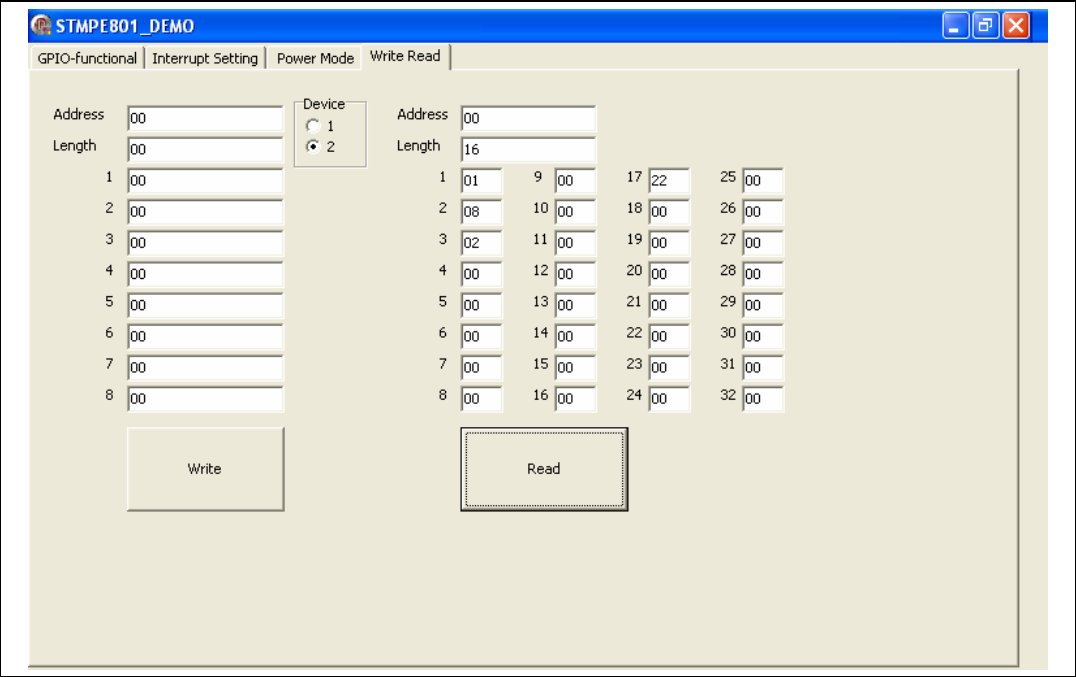 STMPE801_DEMO
GPIO-functional Interrupt Setting Power Mode Write Read
Address 00 Device Address 00
1
Length 00 2 Length 16
1 00 1 01 9 00 17 22 25 00
2 00 2 08 10 00 18 00 26 00
3 00 3 02 11 00 19 00 27 00
4 00 4 00 12 00 20 00 28 00
5 00 5 00 13 00 21 00 29 00
6 00 6 00 14 00 22 00 30 00
7 00 7 00 15 00 23 00 31 00
8 00 8 00 16 00 24 00 32 00
Write Read